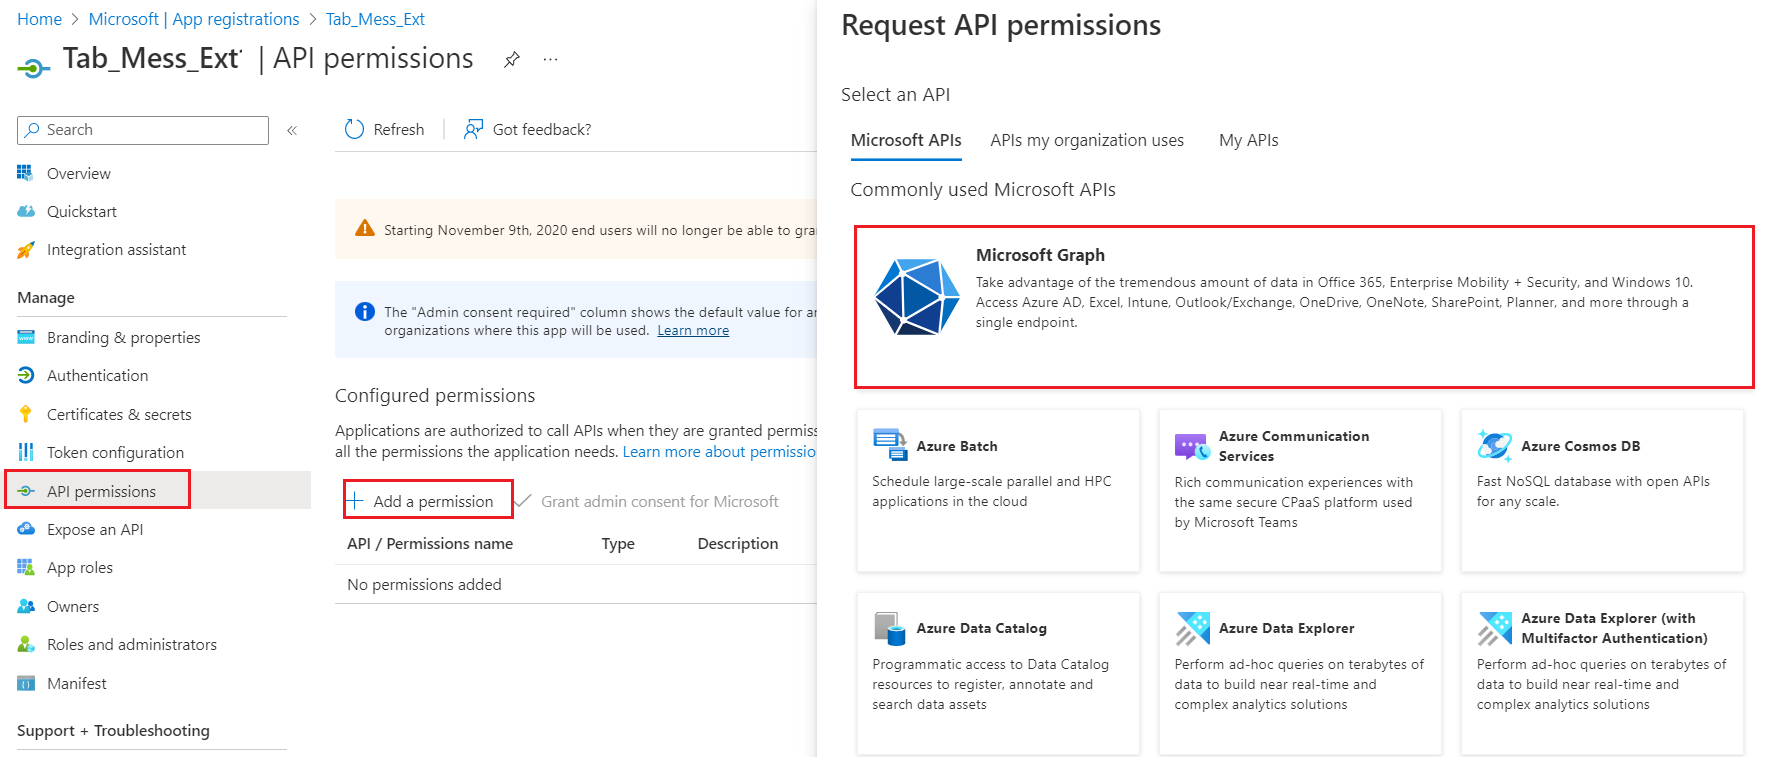 Home > Microsoft | App registrations > Tab_Mess_Ext
Tab_Mess_Ext | API permissions ...
Search «
Overview
Quickstart
Integration assistant
Manage
Branding & properties
Authentication
Certificates & secrets
Token configuration
API permissions
Expose an API
App roles
Owners
Roles and administrators
Manifest
Support + Troubleshooting
Refresh | Got feedback?
Starting November 9th, 2020 end users will no longer be able to
The "Admin consent required" column shows the default value for
organizations where this app will be used. Learn more
Configured permissions
Applications are authorized to call APIs when they are granted
all the permissions the application needs. Learn more about
+ Add a permission ✓ Grant admin consent for Microsoft
API / Permissions name Type Description
No permissions added
Request API permissions
Select an API
Microsoft APIs APIs my organization uses My APIs
Commonly used Microsoft APIs
Microsoft Graph
Take advantage of the tremendous amount of data in Office 365, Enterprise Mobility + Security, and Windows 10.
Access Azure AD, Excel, Intune, Outlook/Exchange, OneDrive, OneNote, SharePoint, Planner, and more through a
single endpoint.
Azure Batch
Schedule large-scale parallel and HPC
applications in the cloud
Azure Communication
Services
Rich communication experiences with
the same secure CPaaS platform used
by Microsoft Teams
Azure Cosmos DB
Fast NoSQL database with open APIs
for any scale.
Azure Data Catalog
Programmatic access to Data Catalog
resources to register, annotate and
search data assets
Azure Data Explorer
Perform ad-hoc queries on terabytes of
data to build near real-time and
complex analytics solutions
Azure Data Explorer (with
Multifactor Authentication)
Perform ad-hoc queries on terabytes of
data to build near real-time and
complex analytics solutions